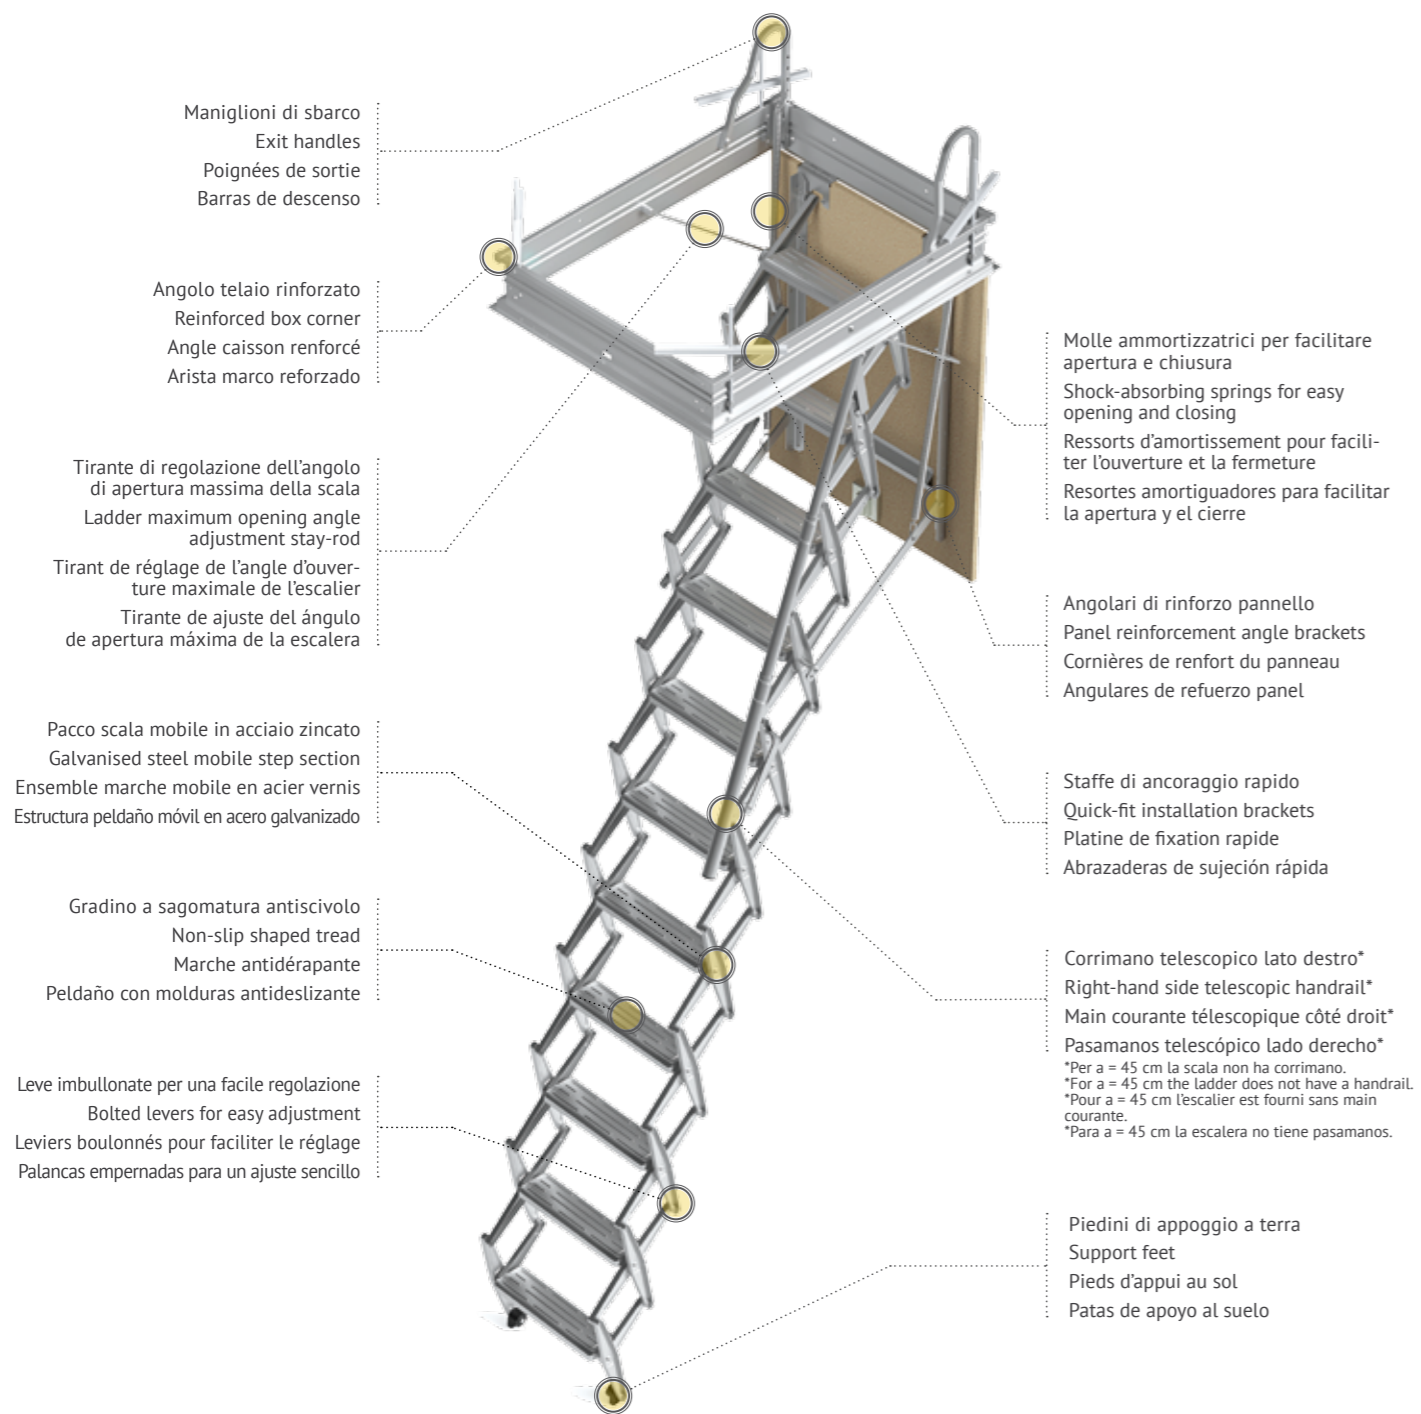 Maniglioni di sbarco
Exit handles
Poignées de sortie
Barras de descenso
Angolo telaio rinforzato
Reinforced box corner
Angle caisson renforcé
Arista marco reforzado
Tirante di regolazione dell'angolo
di apertura massima della scala
Ladder maximum opening angle
adjustment stay-rod
Tirant de réglage de l'angle d'ouver-
ture maximale de l'escalier
Tirante de ajuste del ángulo
de apertura máxima de la escalera
Pacco scala mobile in acciaio zincato
Galvanised steel mobile step section
Ensemble marche mobile en acier vernis
Estructura peldaño móvil en acero galvanizado
Gradino a sagomatura antiscivolo
Non-slip shaped tread
Marche antidérapante
Peldaño con molduras antideslizante
Leve imbullonate per una facile regolazione
Bolted levers for easy adjustment
Leviers boulonnés pour faciliter le réglage
Palancas empernadas para un ajuste sencillo
Molle ammortizzatrici per facilitare
apertura e chiusura
Shock-absorbing springs for easy
opening and closing
Ressorts d'amortissement pour facili-
ter l'ouverture et la fermeture
Resortes amortiguadores para facilitar
la apertura y el cierre
Angolari di rinforzo pannello
Panel reinforcement angle brackets
Cornières de renfort du panneau
Angulares de refuerzo panel
Staffe di ancoraggio rapido
Quick-fit installation brackets
Platine de fixation rapide
Abrazaderas de sujeción rápida
Corrimano telescopico lato destro*
Right-hand side telescopic handrail*
Main courante télescopique côté droit*
Pasamanos telescópico lado derecho*
*Per a = 45 cm la scala non ha corrimano.
*For a = 45 cm the ladder does not have a handrail.
*Pour a = 45 cm l'escalier est fourni sans main
courante.
*Para a = 45 cm la escalera no tiene pasamanos.
Piedini di appoggio a terra
Support feet
Pieds d'appui au sol
Patas de apoyo al suelo